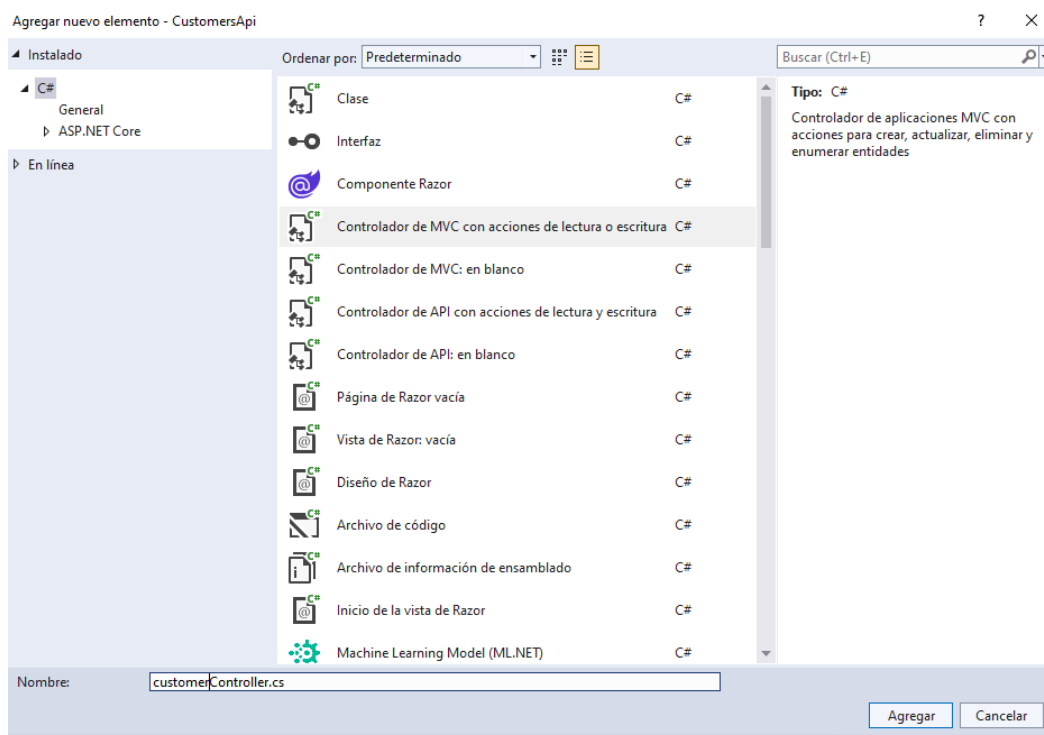 Agregar nuevo elemento - CustomersApi
?
Instalado
Ordenar por: Predeterminado
Buscar (Ctrl+E)
C#
General
ASP.NET Core
En línea
Clase C#
Interfaz C#
Componente Razor C#
Controlador de MVC con acciones de lectura o escritura C#
Controlador de MVC: en blanco C#
Controlador de API con acciones de lectura y escritura C#
Controlador de API: en blanco C#
Página de Razor vacía C#
Vista de Razor: vacía C#
Diseño de Razor C#
Archivo de código C#
Archivo de información de ensamblado C#
Inicio de la vista de Razor C#
Machine Learning Model (ML.NET) C#
Tipo: C#
Controlador de aplicaciones MVC con
acciones para crear, actualizar, eliminar y
enumerar entidades
Nombre: customerController.cs
Agregar Cancelar